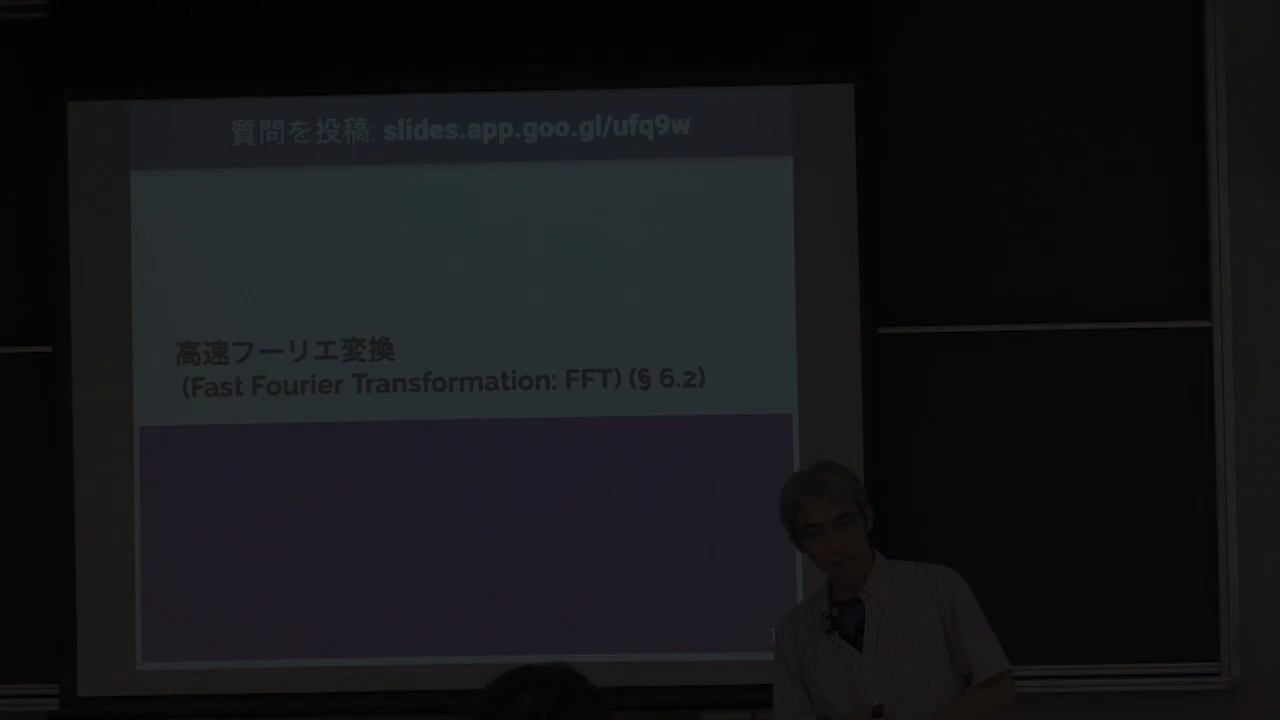 質問を投稿: slides.app.goo.gl/ufq9w
高速フーリエ変換
(Fast Fourier Transformation: FFT) (§ 6.2)